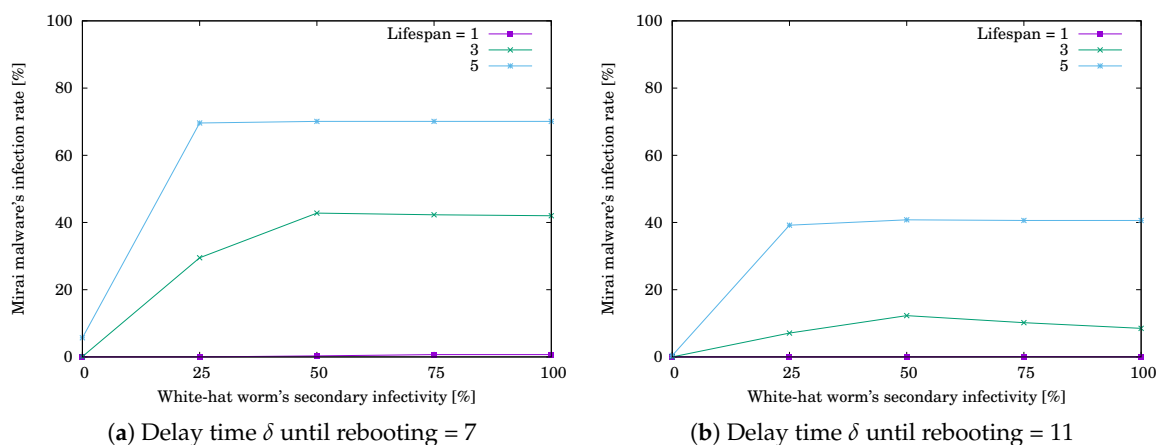 100
80
60
40
20
0
Mirai malware's infection rate [%]
Lifespan = 1
3
5
0 25 50 75 100
White-hat worm's secondary infectivity [%]
(a) Delay time δ until rebooting = 7
100
80
60
40
20
0
Mirai malware's infection rate [%]
Lifespan = 1
3
5
0 25 50 75 100
White-hat worm's secondary infectivity [%]
(b) Delay time δ until rebooting = 11